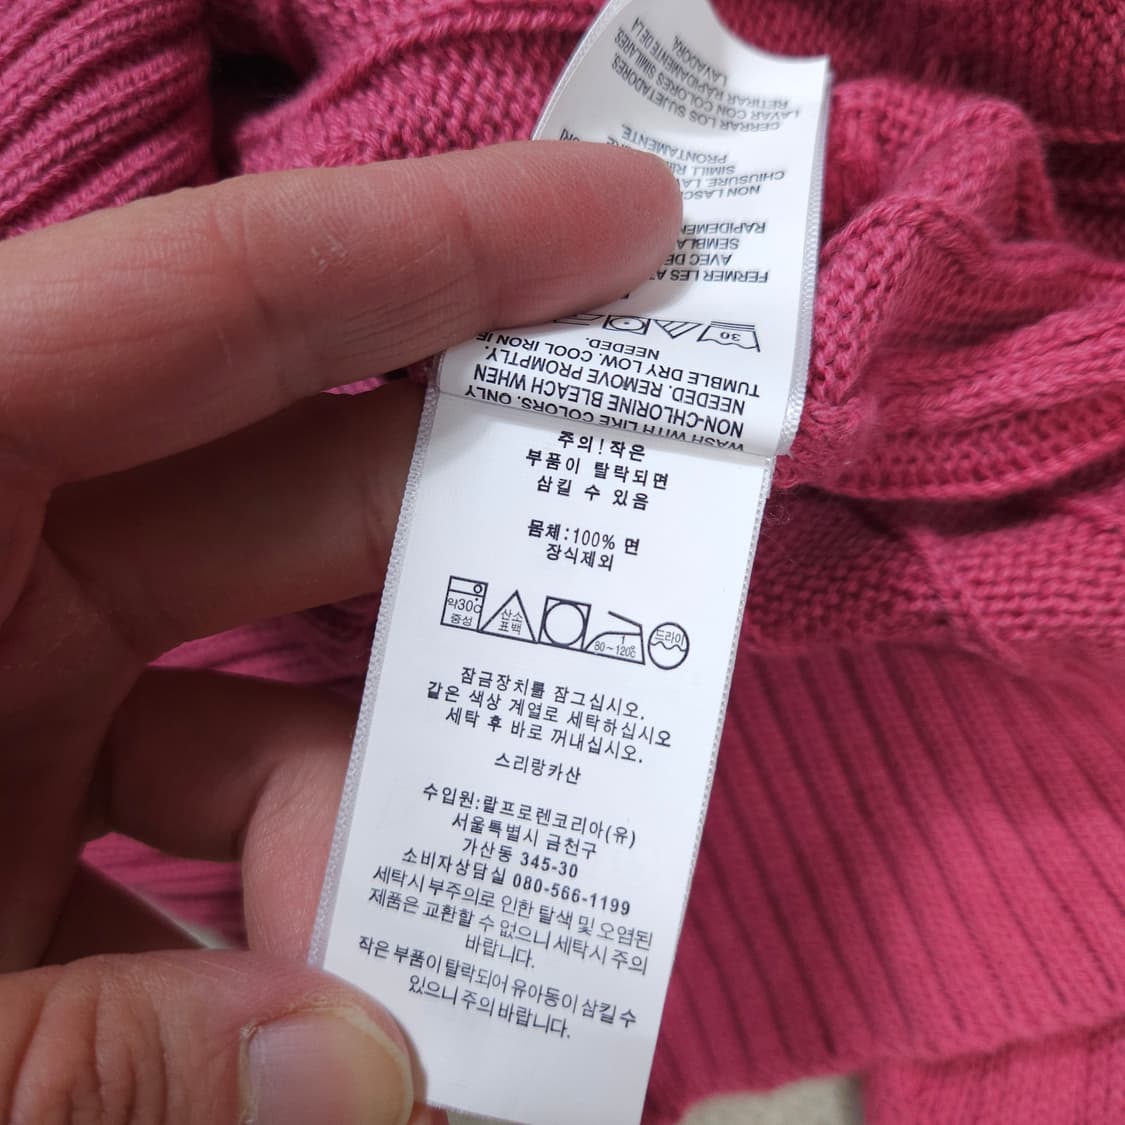 LAVADORA.
RETIRAR RAPIDAMENTE DE LA
LAVAR CON COLORES SIMILARES.
CERRAR LOS SUJETADORES
PRONTAMENTE.
SIMILI.
CHIUSURE.
NON
SEMBLA
AVEC DE
FERMER LES
30
NEEDED.
TUMBLE DRY LOW. COOL IRON
NEEDED. REMOVE PROMPTLY.
NON-CHLORINE BLEACH WHEN
WASH WITH LIKE COLORS. ONLY
주의!작은
부품이 탈락되면
삼킬 수 있음
몸체:100% 면
장식제외
약30℃
중성
산소
표백
1
80~120℃
드라이
잠금장치를 잠그십시오.
같은 색상 계열로 세탁하십시오
세탁 후 바로 꺼내십시오.
스리랑카산
수입원:랄프로렌코리아(유)
서울특별시 금천구
가산동 345-30
소비자상담실 080-566-1199
세탁시 부주의로 인한 탈색 및 오염된
제품은 교환할 수 없으니 세탁시 주의
바랍니다.
작은 부품이 탈락되어 유아동이 삼킬 수
있으니 주의 바랍니다.